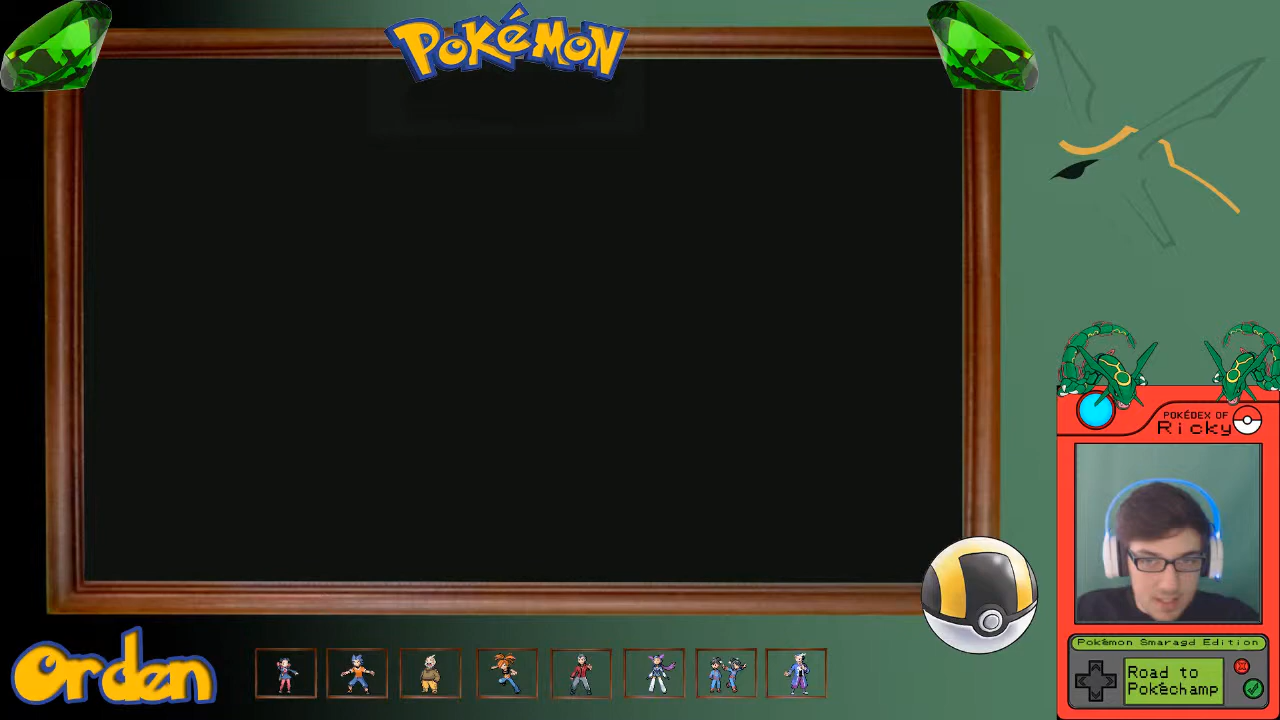 POKéMON
POKÉDEX OF
Ricky
Pokémon Smaragd Edition
Road to
Pokéchamp
Orden